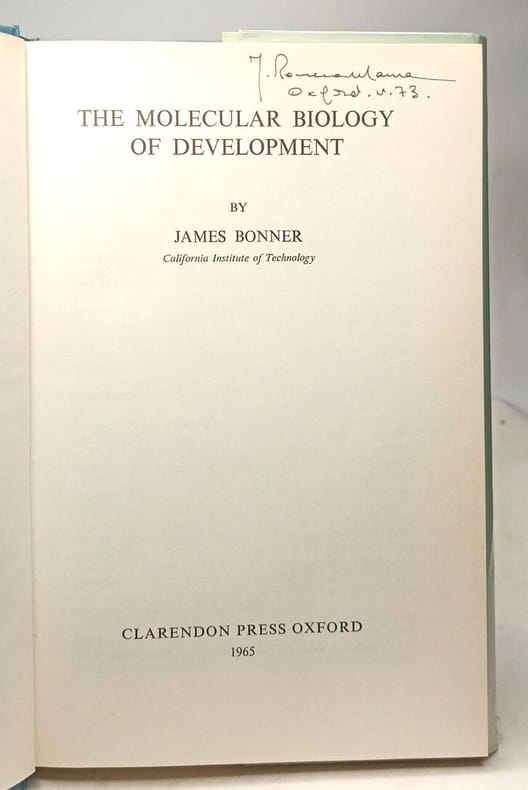 Oxford. v. 73.
THE MOLECULAR BIOLOGY
OF DEVELOPMENT
BY
JAMES BONNER
California Institute of Technology
CLARENDON PRESS OXFORD
1965